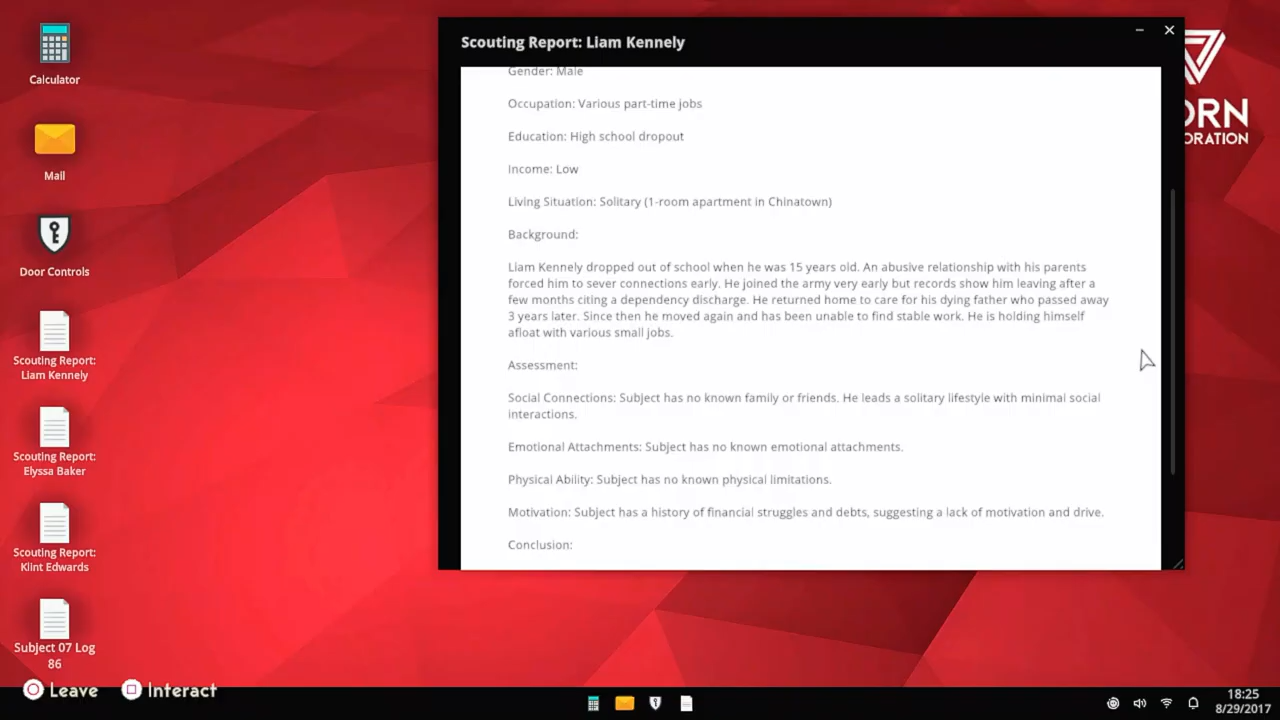 Calculator
Mail
Door Controls
Scouting Report:
Liam Kennely
Scouting Report:
Elyssa Baker
Scouting Report:
Klint Edwards
Subject 07 Log
86
Leave
Interact
Scouting Report: Liam Kennely
Gender: Male
Occupation: Various part-time jobs
Education: High school dropout
Income: Low
Living Situation: Solitary (1-room apartment in Chinatown)
Background:
Liam Kennely dropped out of school when he was 15 years old. An abusive relationship with his parents
forced him to sever connections early. He joined the army very early but records show him leaving after a
few months citing a dependency discharge. He returned home to care for his dying father who passed away
3 years later. Since then he moved again and has been unable to find stable work. He is holding himself
afloat with various small jobs.
Assessment:
Social Connections: Subject has no known family or friends. He leads a solitary lifestyle with minimal social
interactions.
Emotional Attachments: Subject has no known emotional attachments.
Physical Ability: Subject has no known physical limitations.
Motivation: Subject has a history of financial struggles and debts, suggesting a lack of motivation and drive.
Conclusion:
ORN
ORATION
18:25
8/29/2017